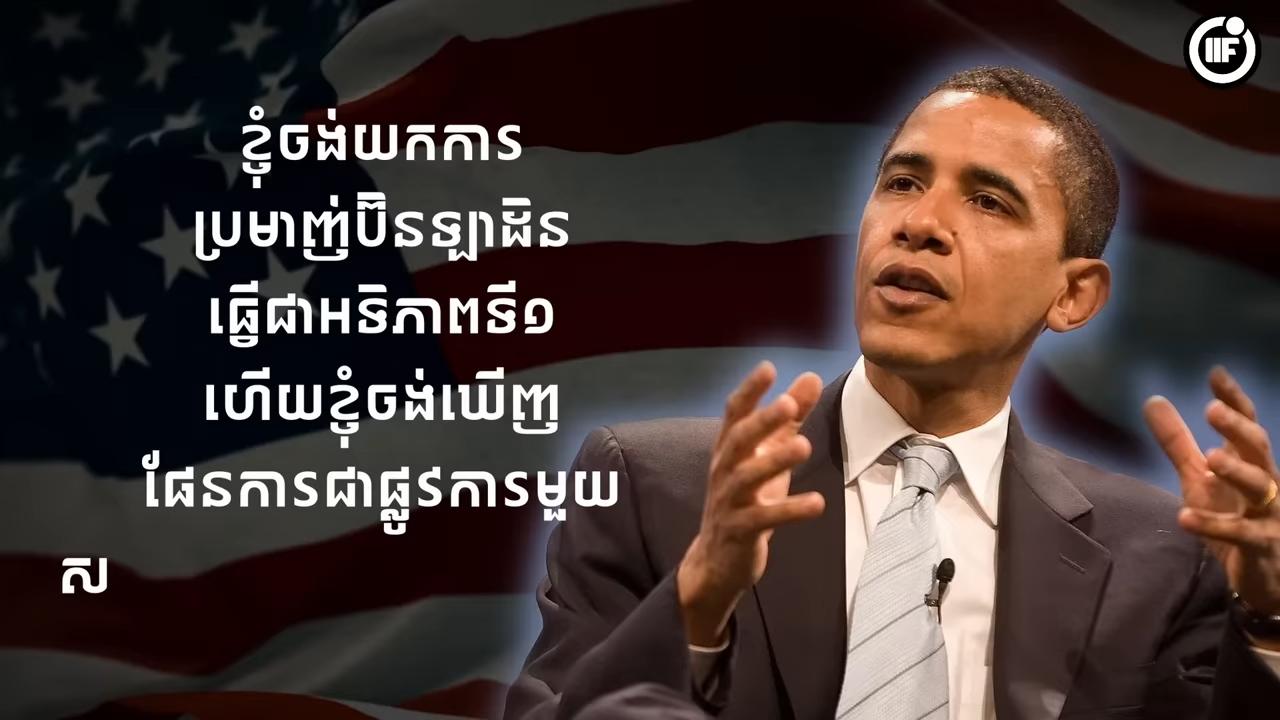 ខ្ញុំចង់យកការ
ប្រមាញ់ប៊ិនឡាដិន
ធ្វើជាអទិភាពទី១
ហើយខ្ញុំចង់ឃើញ
ផែនការជាផ្លូវការមួយ
ស
IIF